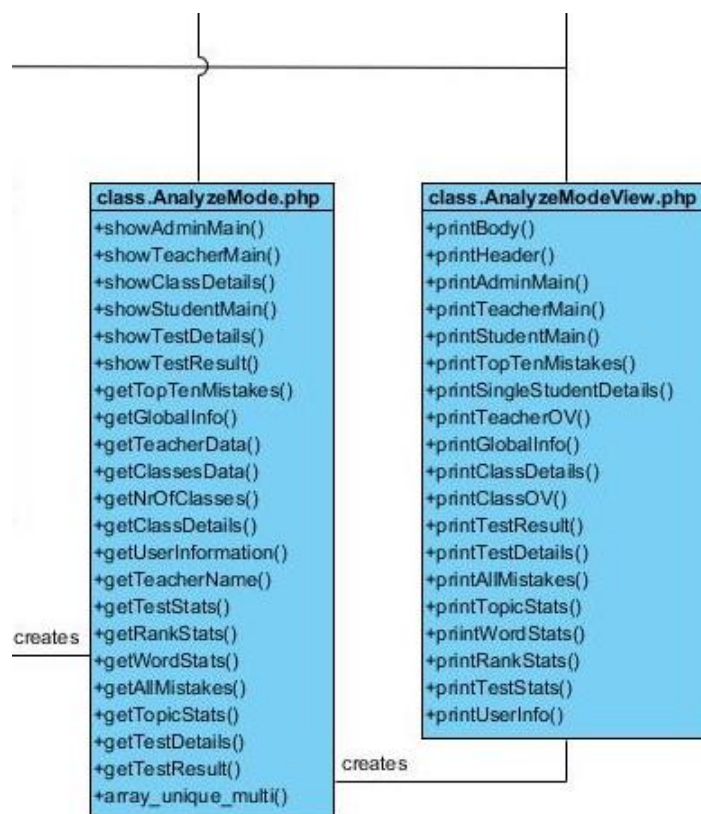 class.AnalyzeMode.php
+showAdminMain()
+showTeacherMain()
+showClassDetails()
+showStudentMain()
+showTestDetails()
+showTestResult()
+getTopTenMistakes()
+getGlobalInfo()
+getTeacherData()
+getClassesData()
+getNrOfClasses()
+getClassDetails()
+getUserInformation()
+getTeacherName()
+getTestStats()
+getRankStats()
+getWordStats()
+getAllMistakes()
+getTopicStats()
+getTestDetails()
+getTestResult()
+array_unique_multi()
class.AnalyzeModeView.php
+printBody()
+printHeader()
+printAdminMain()
+printTeacherMain()
+printStudentMain()
+printTopTenMistakes()
+printSingleStudentDetails()
+printTeacherOV()
+printGlobalInfo()
+printClassDetails()
+printClassOV()
+printTestResult()
+printTestDetails()
+printAllMistakes()
+printTopicStats()
+priintWordStats()
+printRankStats()
+printTestStats()
+printUserInfo()
creates
creates